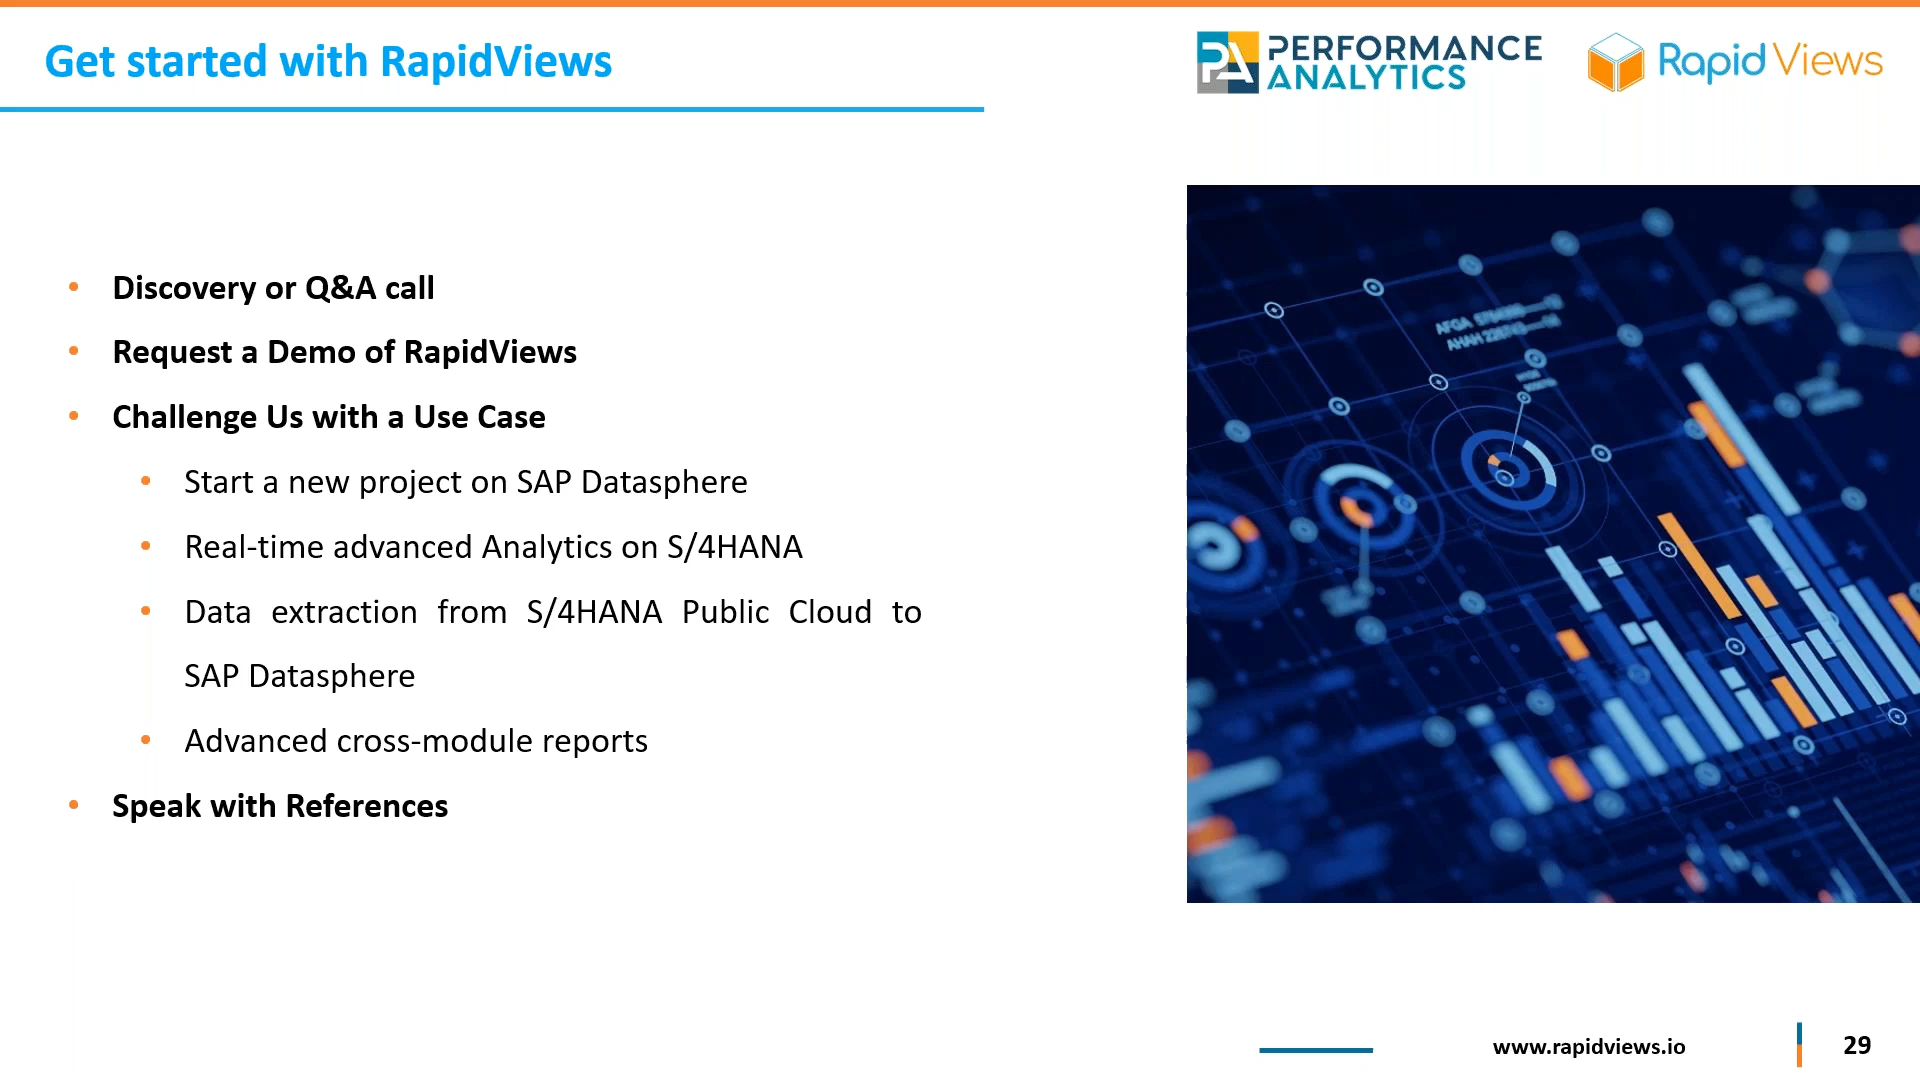 Get started with RapidViews
PERFORMANCE
ANALYTICS
Rapid Views
• Discovery or Q&A call
• Request a Demo of RapidViews
• Challenge Us with a Use Case
• Start a new project on SAP Datasphere
• Real-time advanced Analytics on S/4HANA
• Data extraction from S/4HANA Public Cloud to
SAP Datasphere
• Advanced cross-module reports
• Speak with References
www.rapidviews.io
29